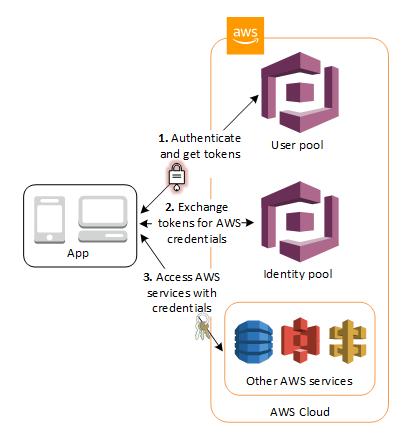 aws
1. Authenticate
and get tokens
User pool
2. Exchange
tokens for AWS
credentials
App
Identity pool
3. Access AWS
services with
credentials
Other AWS services
AWS Cloud